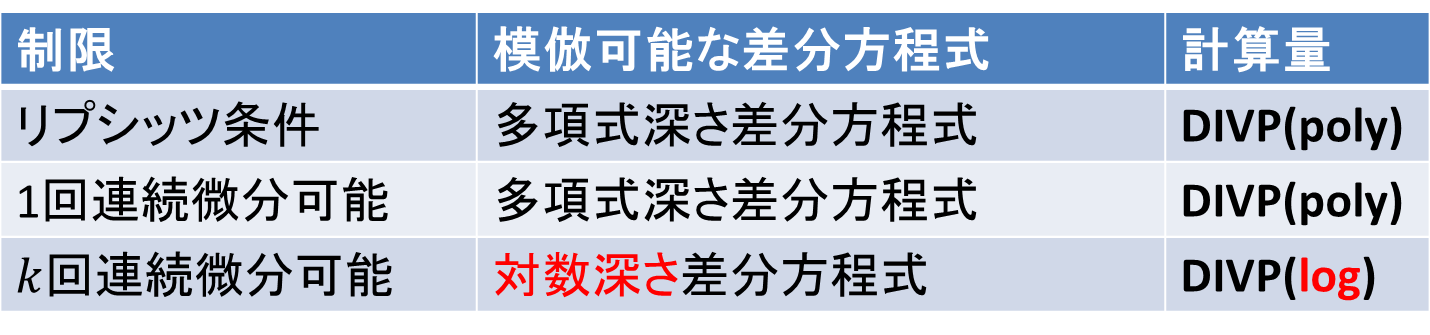 制限 模倣可能な差分方程式 計算量
リプシッツ条件 多項式深さ差分方程式 DIVP(poly)
1回連続微分可能 多項式深さ差分方程式 DIVP(poly)
𝑘回連続微分可能 対数深さ差分方程式 DIVP(log)